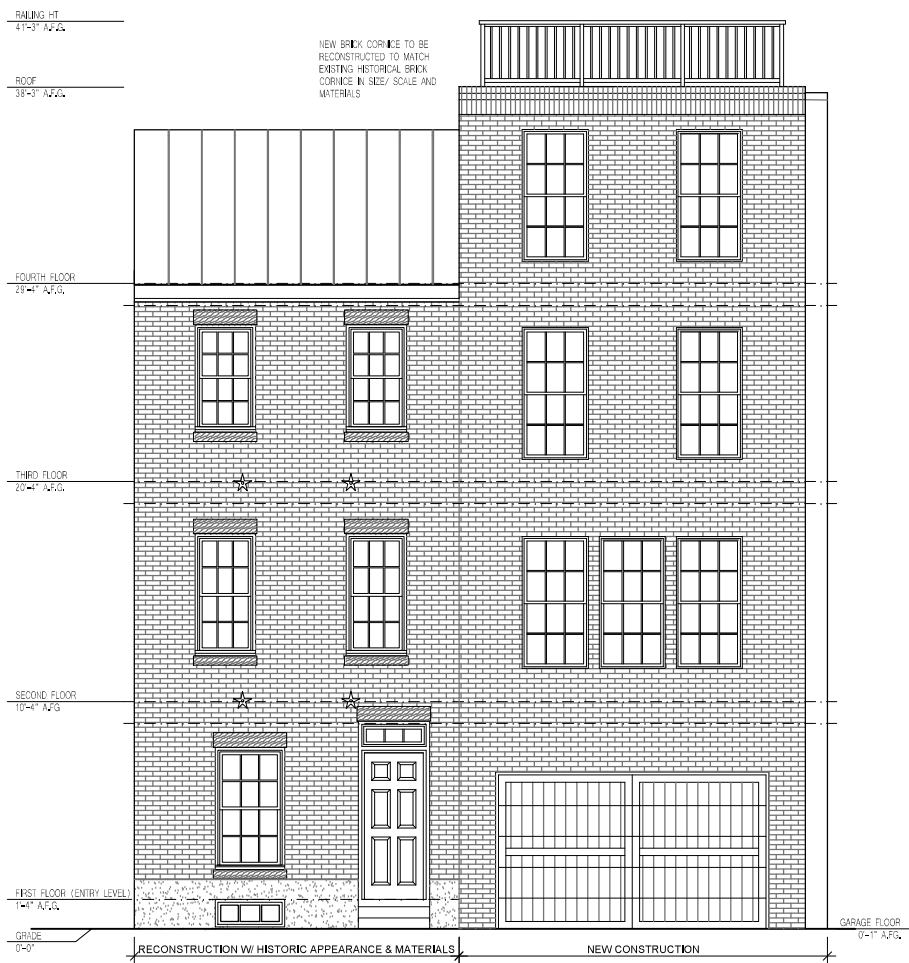 RAILING HT
41'-3" A.F.G.
NEW BRICK CORNICE TO BE
RECONSTRUCTED TO MATCH
EXISTING HISTORICAL BRICK
CORNICE IN SIZE/ SCALE AND
MATERIALS
ROOF
38'-3" A.F.G.
FOURTH FLOOR
29'-4" A.F.G.
THIRD FLOOR
20'-4" A.F.G.
SECOND FLOOR
10'-4" A.FG
FIRST FLOOR (ENTRY LEVEL)
1'-4" A.F.G.
GRADE
0'-0"
GARAGE FLOOR
0'-1" A.FG.
RECONSTRUCTION W/ HISTORIC APPEARANCE & MATERIALS
NEW CONSTRUCTION